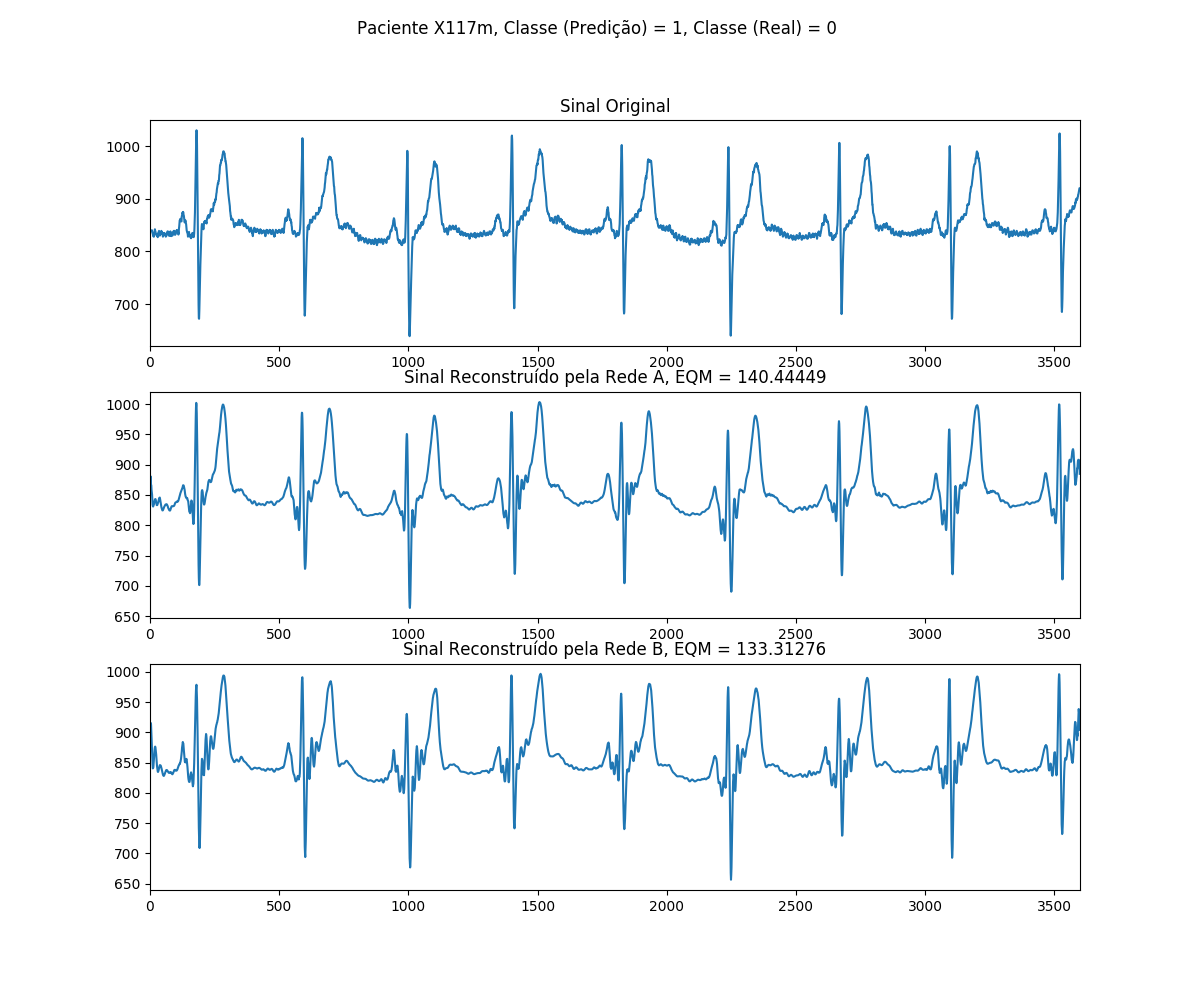 Paciente X117m, Classe (Predição) = 1, Classe (Real) = 0
Sinal Original
1000
900
800
700
0 500 1000 1500 2000 2500 3000 3500
Sinal Reconstruído pela Rede A, EQM = 140.44449
1000
950
900
850
800
750
700
650
0 500 1000 1500 2000 2500 3000 3500
Sinal Reconstruído pela Rede B, EQM = 133.31276
1000
950
900
850
800
750
700
650
0 500 1000 1500 2000 2500 3000 3500